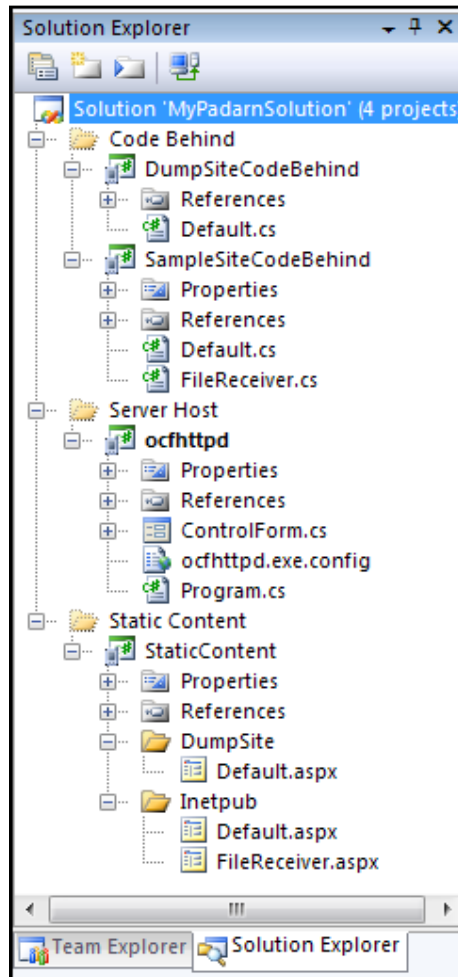 Solution Explorer
Solution 'MyPadarnSolution' (4 projects
Code Behind
DumpSiteCodeBehind
References
Default.cs
SampleSiteCodeBehind
Properties
References
Default.cs
FileReceiver.cs
Server Host
ocfhttpd
Properties
References
ControlForm.cs
ocfhttpd.exe.config
Program.cs
Static Content
StaticContent
Properties
References
DumpSite
Default.aspx
Inetpub
Default.aspx
FileReceiver.aspx
Team Explorer Solution Explorer